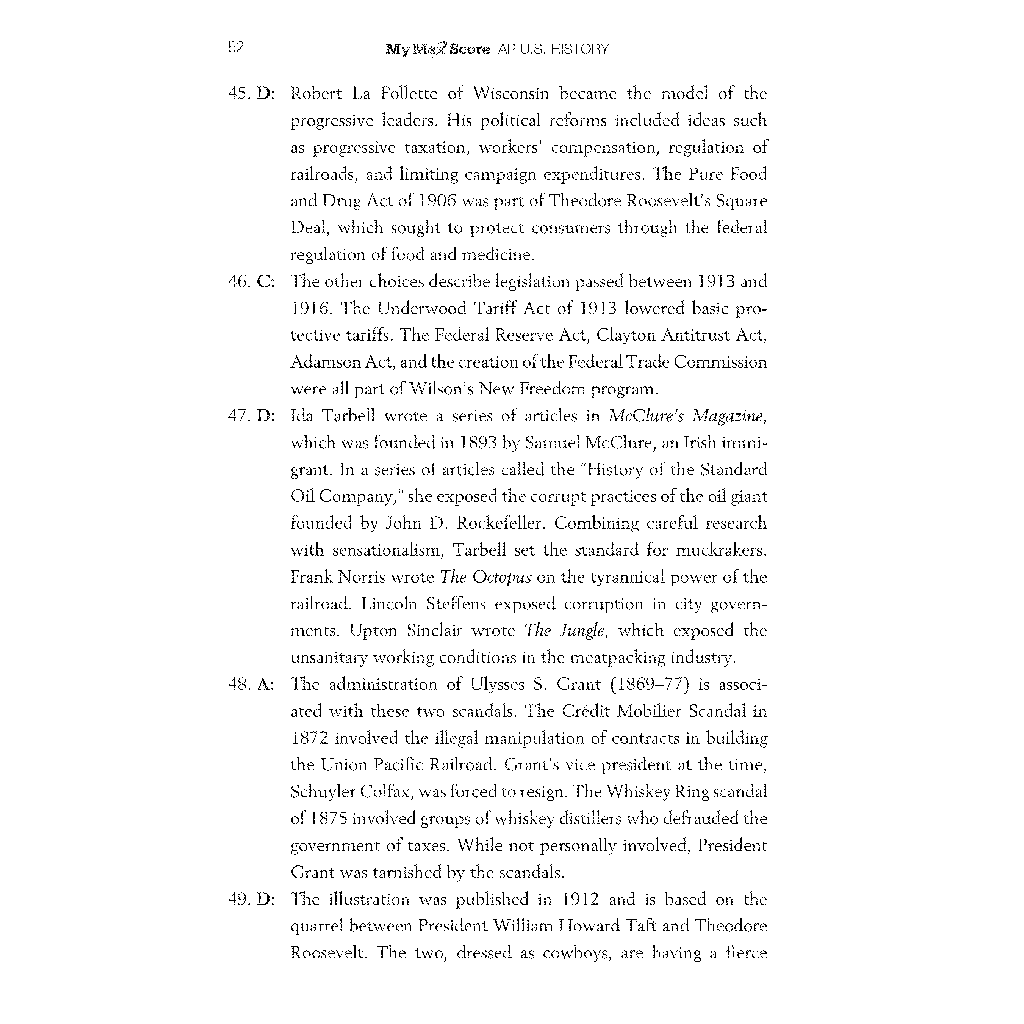 52
My Max Score AP U.S. HISTORY
45. D: Robert La Follette of Wisconsin became the model of the
progressive leaders. His political reforms included ideas such
as progressive taxation, workers' compensation, regulation of
railroads, and limiting campaign expenditures. The Pure Food
and Drug Act of 1906 was part of Theodore Roosevelt's Square
Deal, which sought to protect consumers through the federal
regulation of food and medicine.
46. C: The other choices describe legislation passed between 1913 and
1916. The Underwood Tariff Act of 1913 lowered basic pro-
tective tariffs. The Federal Reserve Act, Clayton Antitrust Act,
Adamson Act, and the creation of the Federal Trade Commission
were all part of Wilson's New Freedom program.
47. D: Ida Tarbell wrote a series of articles in McClure's Magazine,
which was founded in 1893 by Samuel McClure, an Irish immi-
grant. In a series of articles called the "History of the Standard
Oil Company," she exposed the corrupt practices of the oil giant
founded by John D. Rockefeller. Combining careful research
with sensationalism, Tarbell set the standard for muckrakers.
Frank Norris wrote The Octopus on the tyrannical power of the
railroad. Lincoln Steffens exposed corruption in city govern-
ments. Upton Sinclair wrote The Jungle, which exposed the
unsanitary working conditions in the meatpacking industry.
48. A: The administration of Ulysses S. Grant (1869–77) is associ-
ated with these two scandals. The Crédit Mobilier Scandal in
1872 involved the illegal manipulation of contracts in building
the Union Pacific Railroad. Grant's vice president at the time,
Schuyler Colfax, was forced to resign. The Whiskey Ring scandal
of 1875 involved groups of whiskey distillers who defrauded the
government of taxes. While not personally involved, President
Grant was tarnished by the scandals.
49. D: The illustration was published in 1912 and is based on the
quarrel between President William Howard Taft and Theodore
Roosevelt. The two, dressed as cowboys, are having a fierce